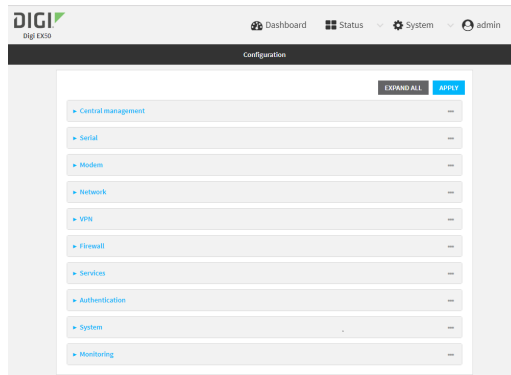 DIGI
Digi EX50
Dashboard Status System admin
Configuration
EXPAND ALL APPLY
Central management
Serial
Modem
Network
VPN
Firewall
Services
Authentication
System
Monitoring